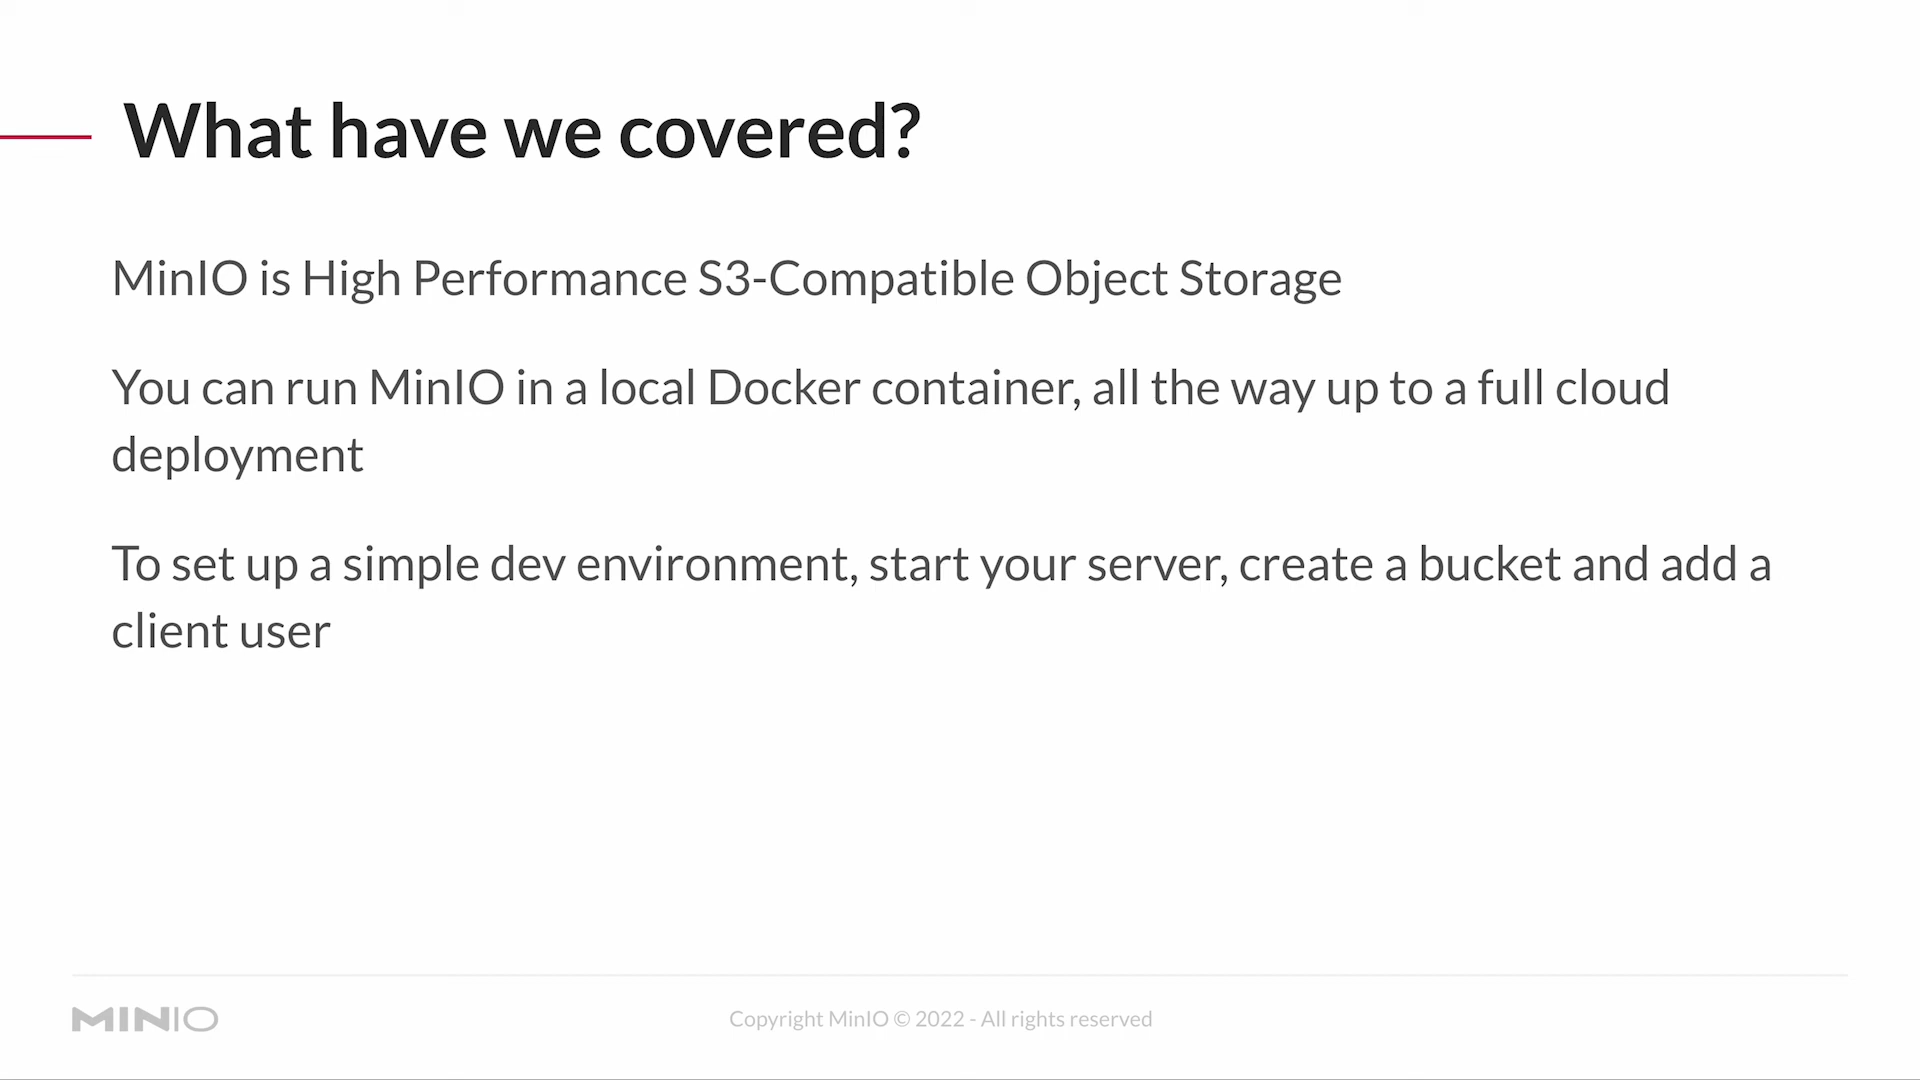 What have we covered?
MinIO is High Performance S3-Compatible Object Storage
You can run MinIO in a local Docker container, all the way up to a full cloud
deployment
To set up a simple dev environment, start your server, create a bucket and add a
client user
MINIO
Copyright MinIO © 2022 - All rights reserved